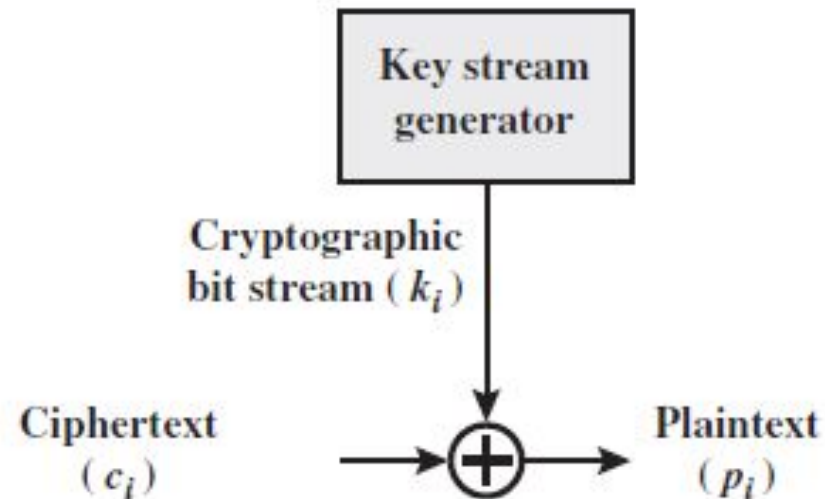 Key stream
generator
Cryptographic
bit stream ( kᵢ )
Ciphertext
( cᵢ )
Plaintext
( pᵢ )